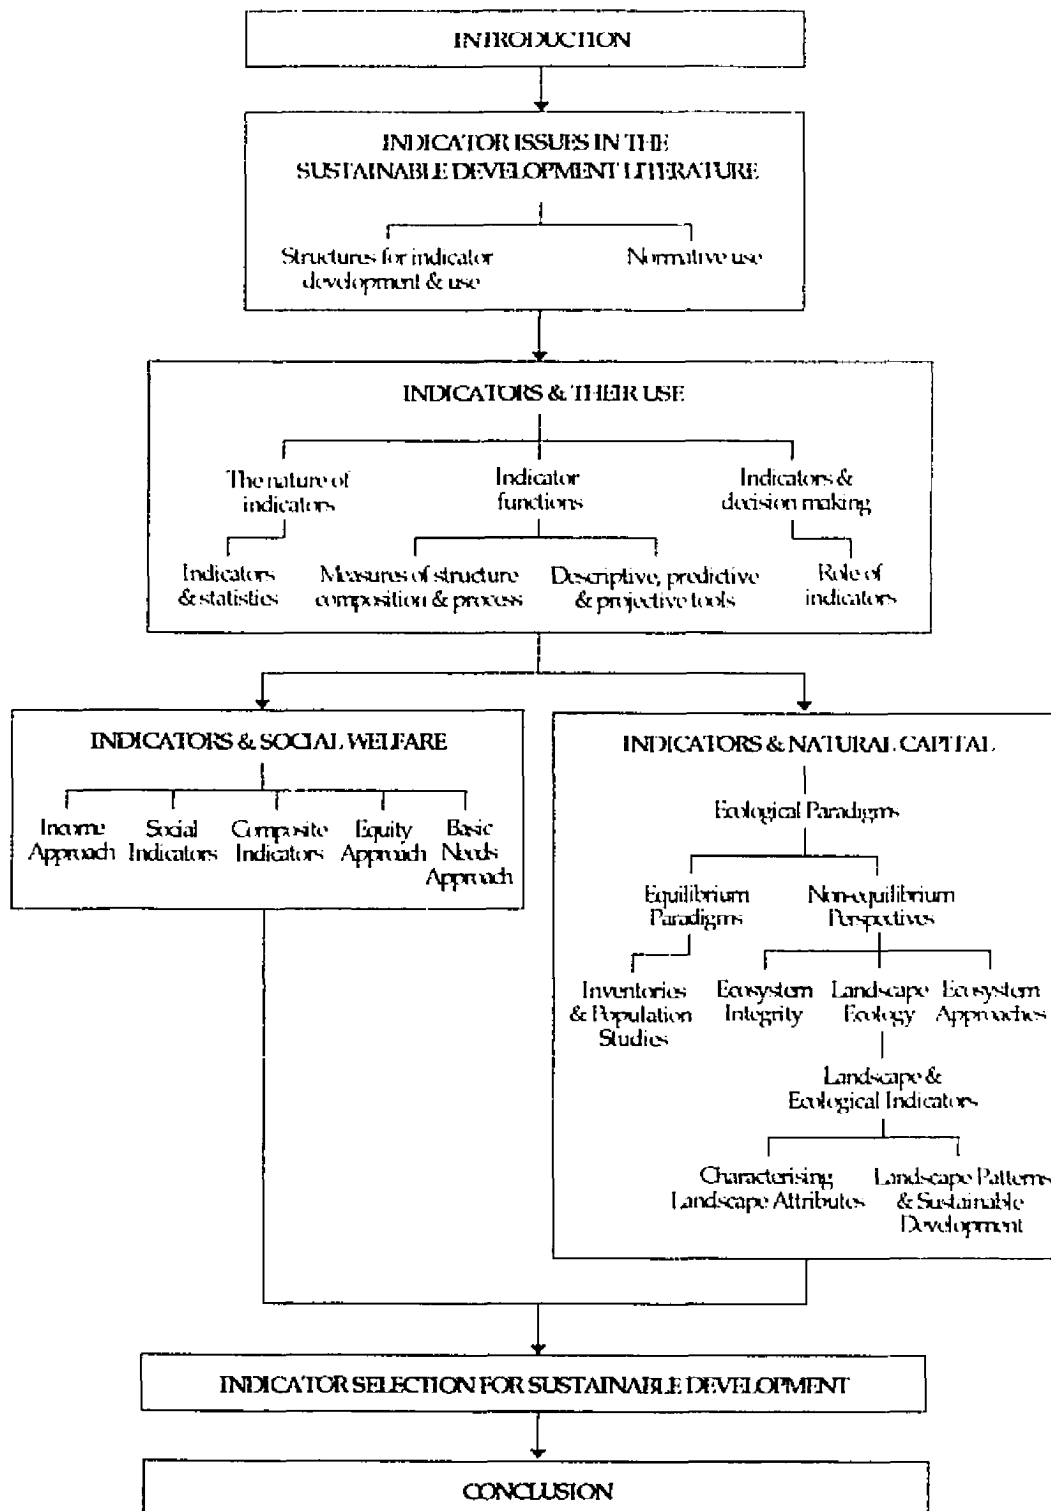 INTRODUCTION
INDICATOR ISSUES IN THE
SUSTAINABLE DEVELOPMENT LITERATURE
Structures for indicator
development & use
Normative use
INDICATORS & THEIR USE
The nature of
indicators
Indicator
functions
Indicators &
decision making
Indicators
& statistics
Measures of structure
composition & process
Descriptive, predictive
& projective tools
Role of
indicators
INDICATORS & SOCIAL WELFARE
Income
Approach
Social
Indicators
Composite
Indicators
Equity
Approach
Basic
Needs
Approach
INDICATORS & NATURAL CAPITAL
Ecological Paradigms
Equilibrium
Paradigms
Non-equilibrium
Perspectives
Inventories
& Population
Studies
Ecosystem
Integrity
Landscape
Ecology
Ecosystem
Approaches
Landscape &
Ecological Indicators
Characterising
Landscape Attributes
Landscape Patterns
& Sustainable
Development
INDICATOR SELECTION FOR SUSTAINABLE DEVELOPMENT
CONCLUSION